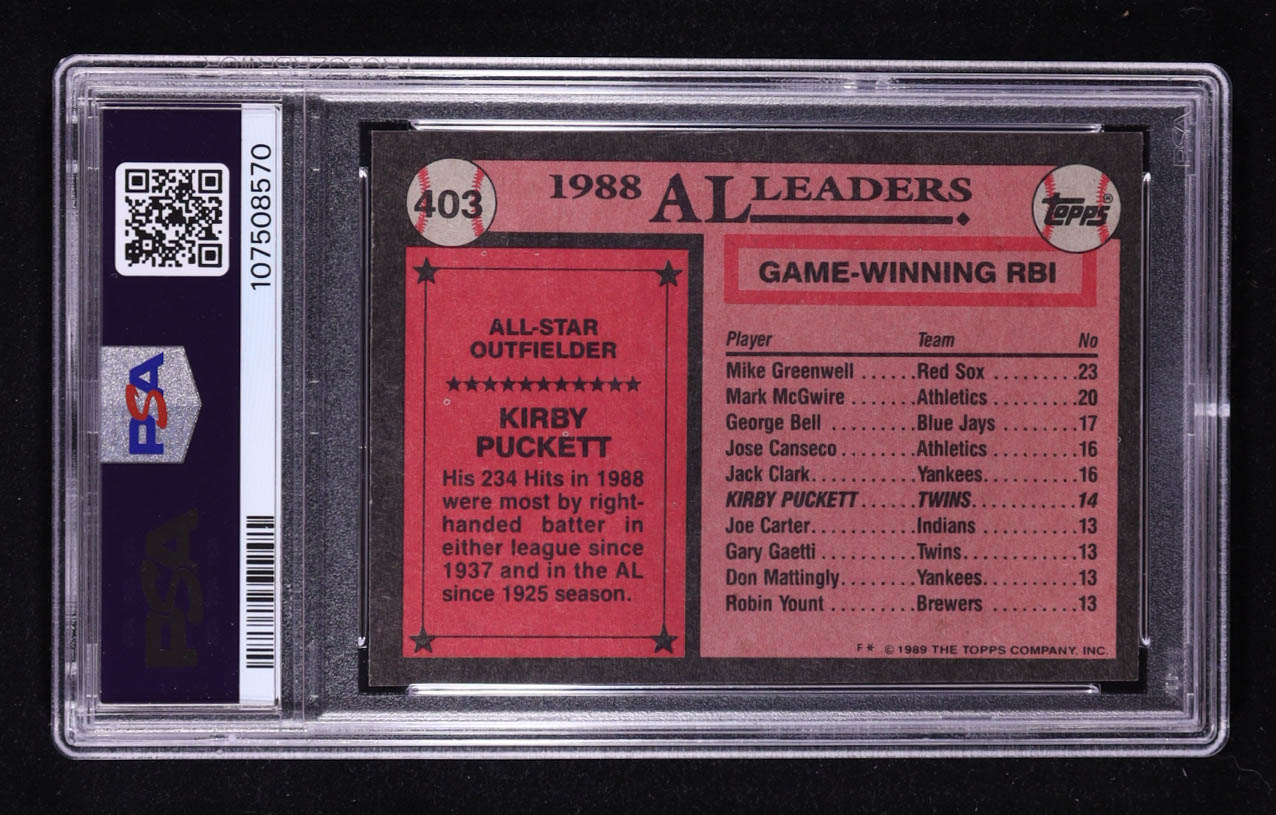 PSA
107508570
PSA
403
1988 AL LEADERS
topps®
ALL-STAR
OUTFIELDER
KIRBY
PUCKETT
His 234 Hits in 1988
were most by right-
handed batter in
either league since
1937 and in the AL
since 1925 season.
GAME-WINNING RBI
Player Team No
Mike Greenwell ...... Red Sox .........23
Mark McGwire ....... Athletics .........20
George Bell ......... Blue Jays ........17
Jose Canseco ........ Athletics .........16
Jack Clark........... Yankees..........16
KIRBY PUCKETT ..... TWINS. ..........14
Joe Carter........... Indians ..........13
Gary Gaetti ......... Twins............13
Don Mattingly....... Yankees..........13
Robin Yount ........ Brewers .........13
F* © 1989 THE TOPPS COMPANY, INC.